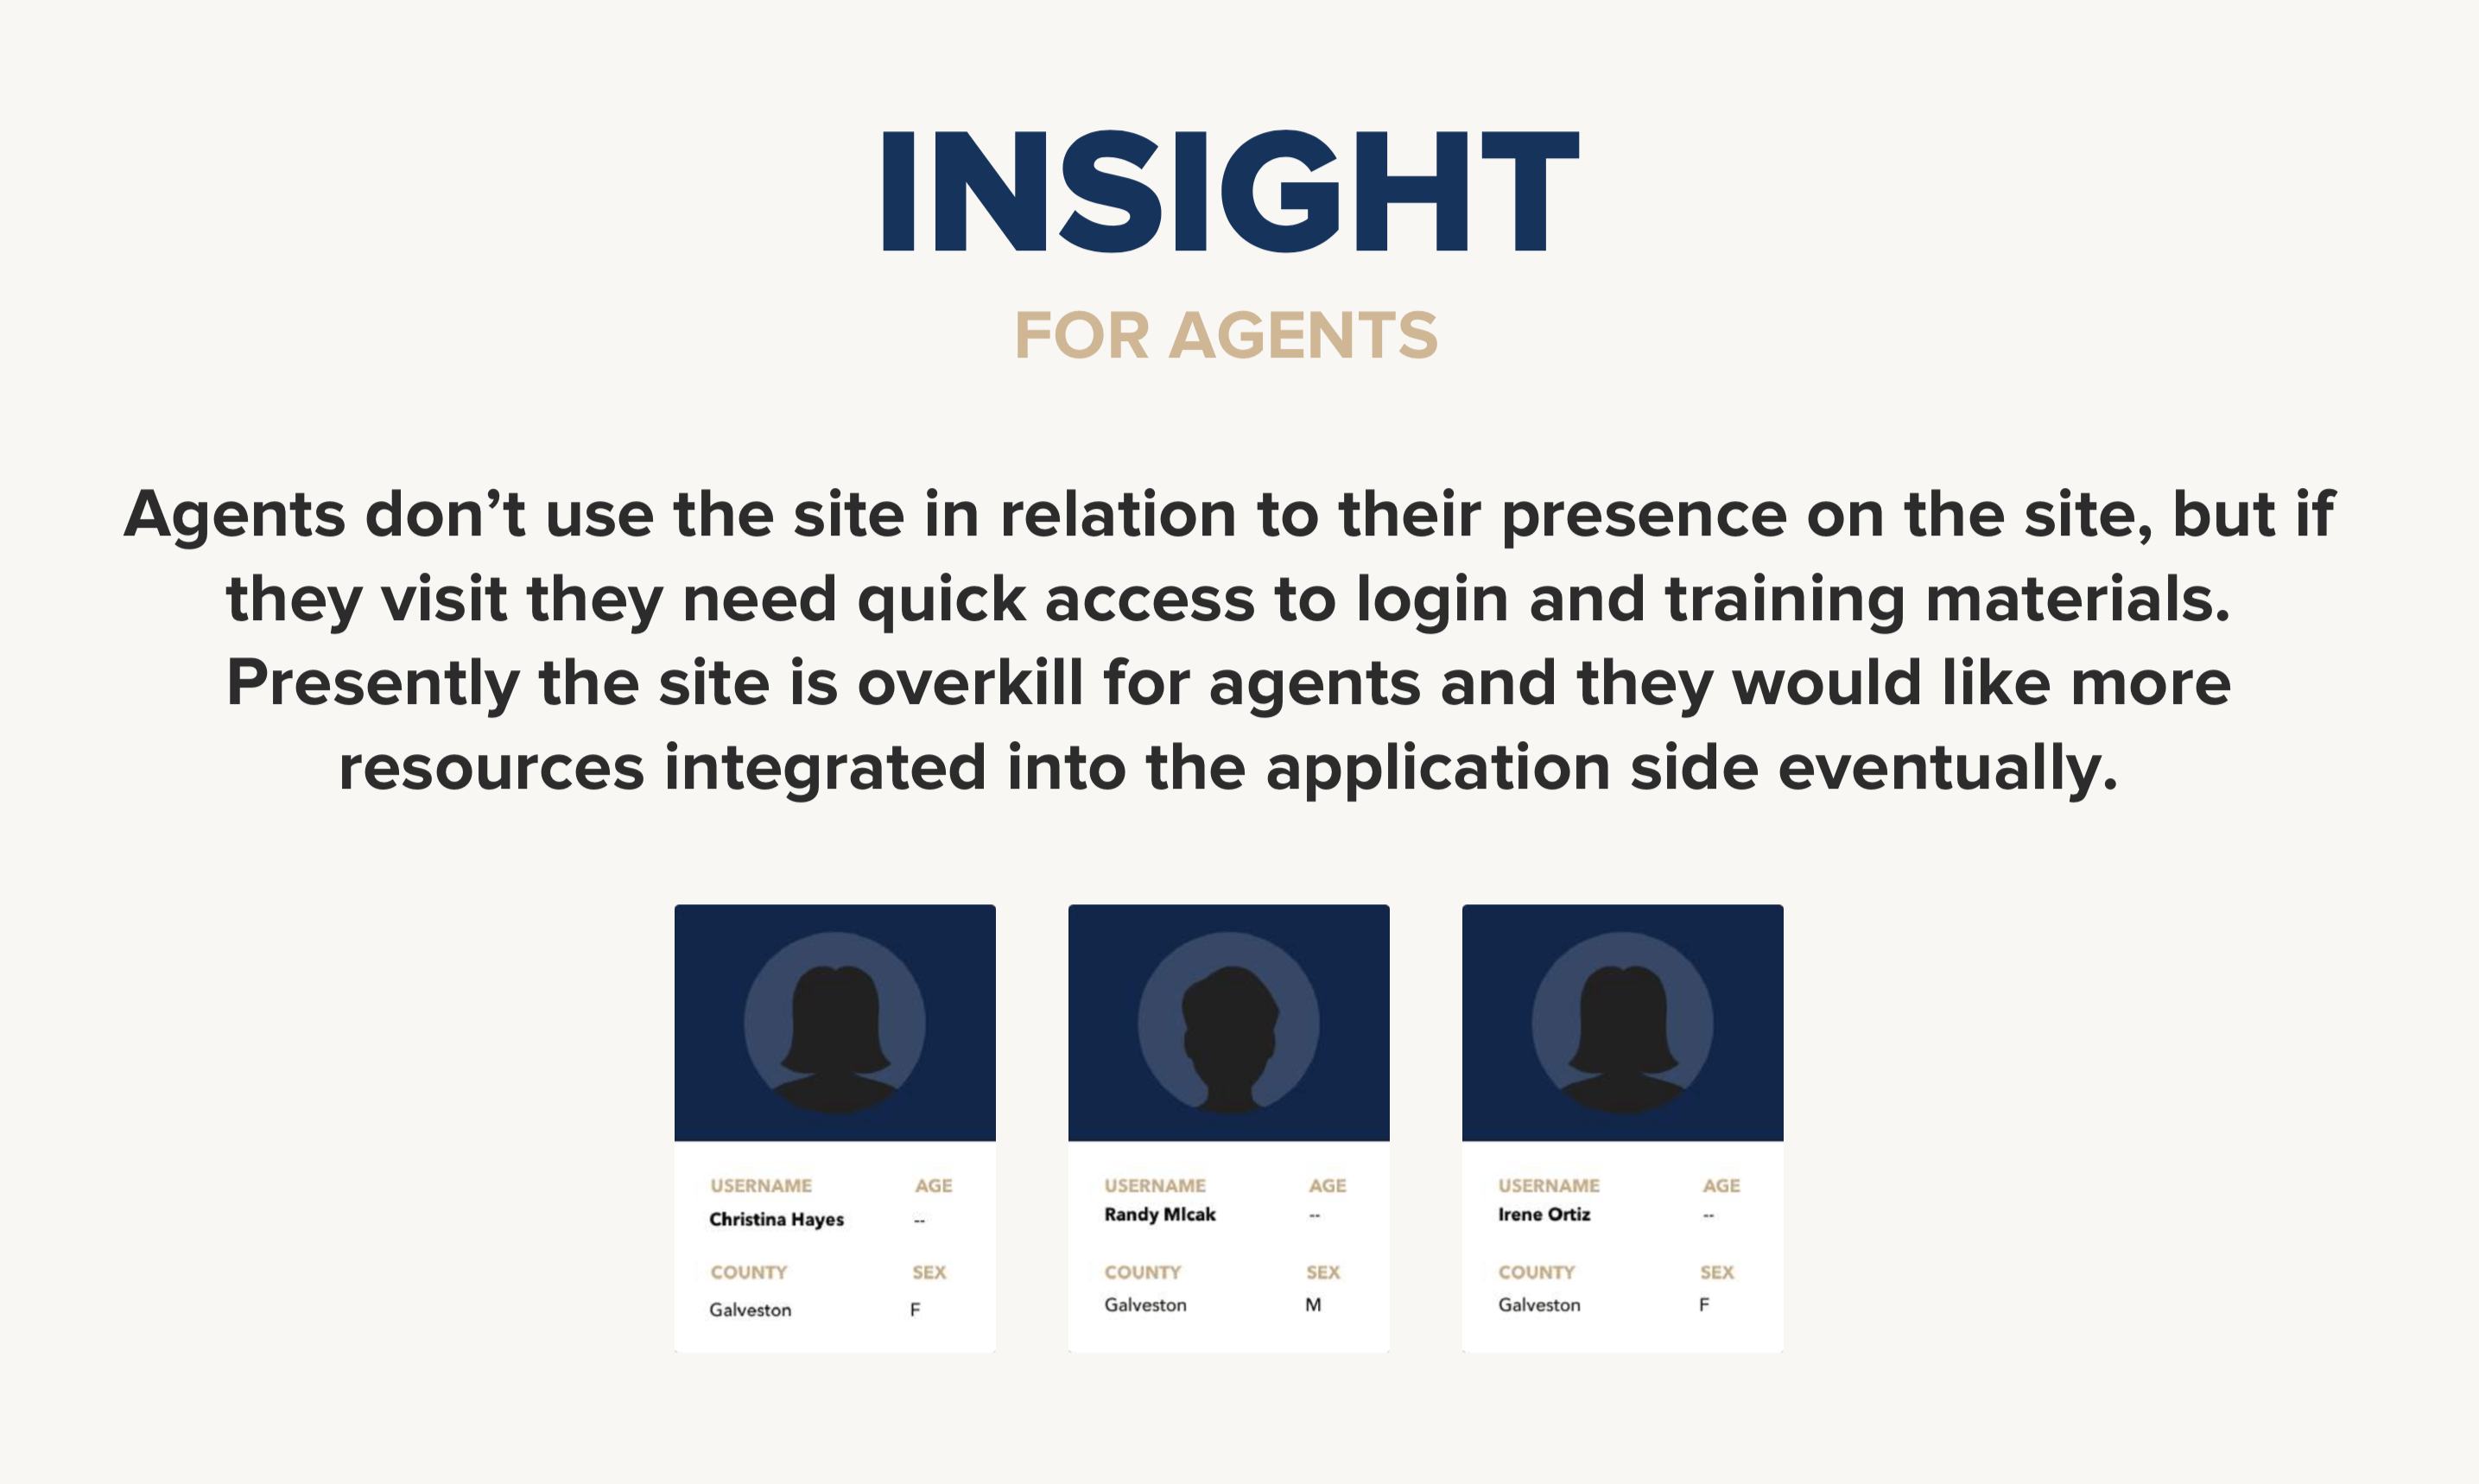 INSIGHT
FOR AGENTS
Agents don’t use the site in relation to their presence on the site, but if
they visit they need quick access to login and training materials.
Presently the site is overkill for agents and they would like more
resources integrated into the application side eventually.
USERNAME AGE
Christina Hayes --
COUNTY SEX
Galveston F
USERNAME AGE
Randy Mlcak --
COUNTY SEX
Galveston M
USERNAME AGE
Irene Ortiz --
COUNTY SEX
Galveston F